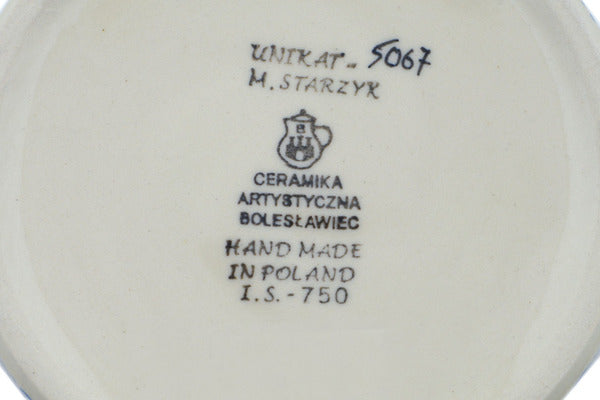 UNIKAT - 5067
M. STARZYK
B
CERAMIKA
ARTYSTYCZNA
BOLESŁAWIEC
HAND MADE
IN POLAND
I.S.-750